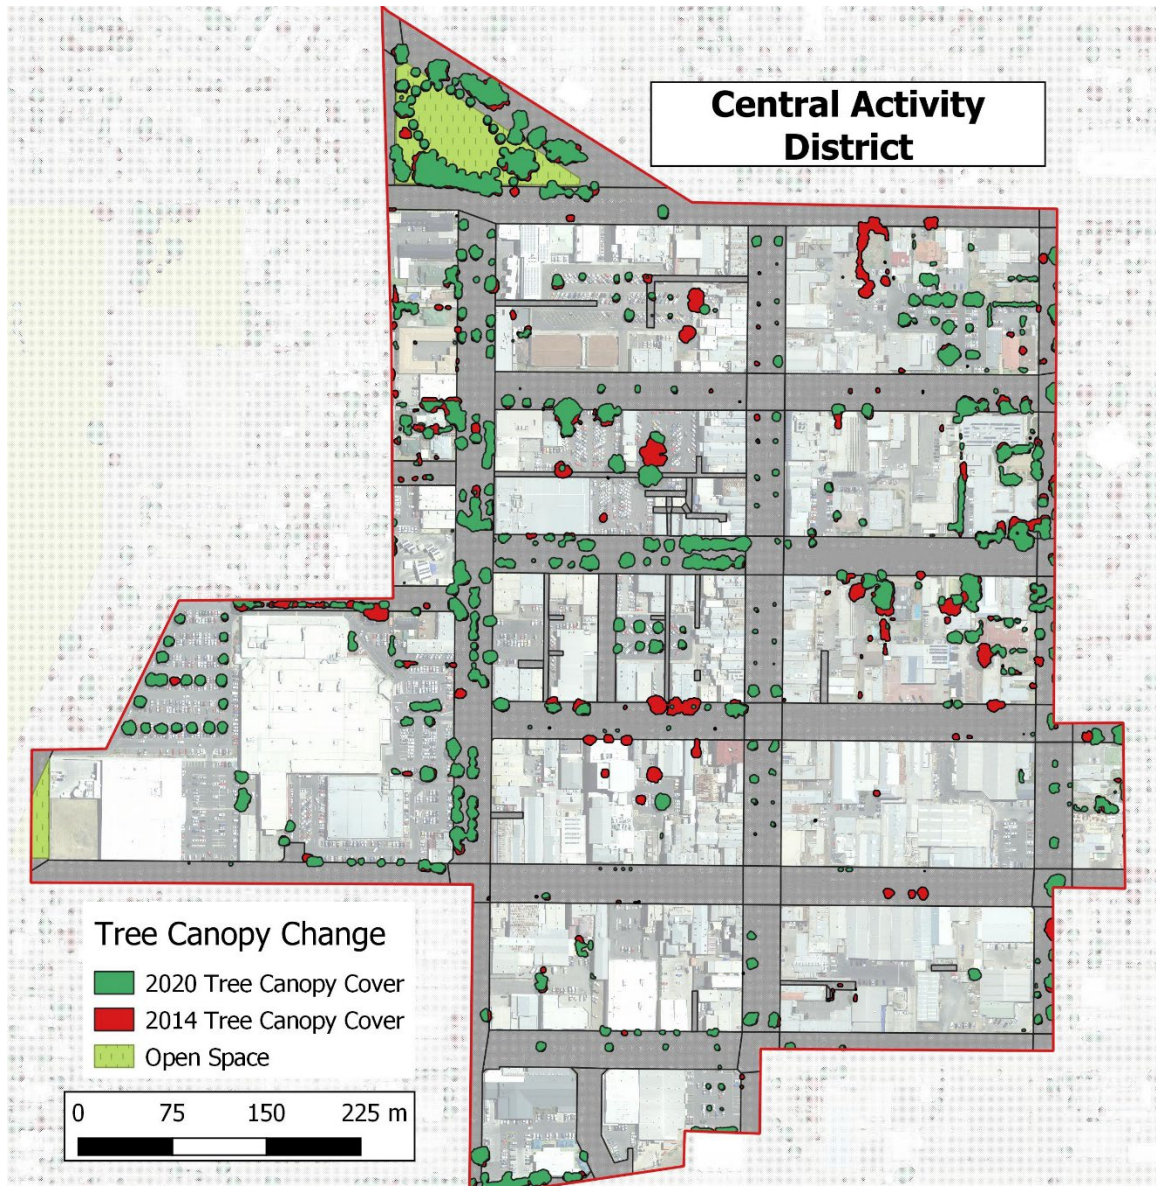 Central Activity
District
Tree Canopy Change
2020 Tree Canopy Cover
2014 Tree Canopy Cover
Open Space
0 75 150 225 m